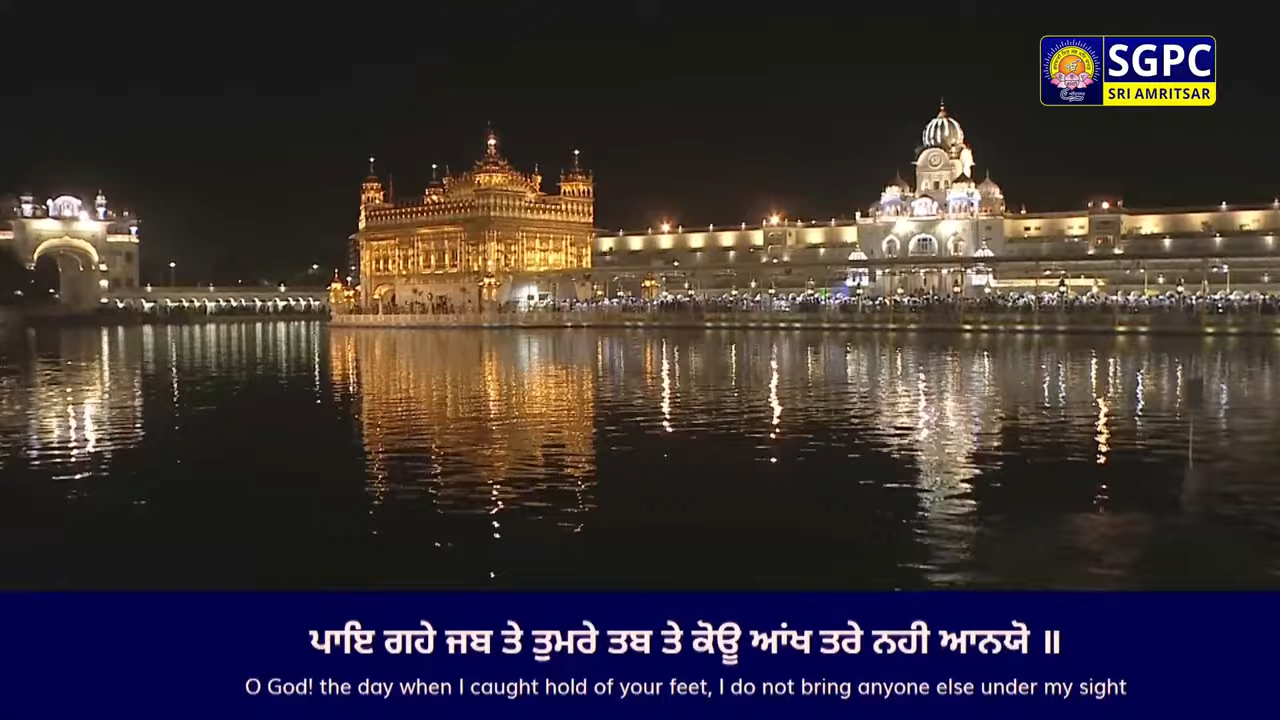 SGPC
SRI AMRITSAR
ਪਾਇ ਗਹੇ ਜਬ ਤੇ ਤੁਮਰੇ ਤਬ ਤੇ ਕੋਊ ਆਂਖ ਤਰੇ ਨਹੀ ਆਨਯੋ ॥
O God! the day when I caught hold of your feet, I do not bring anyone else under my sight